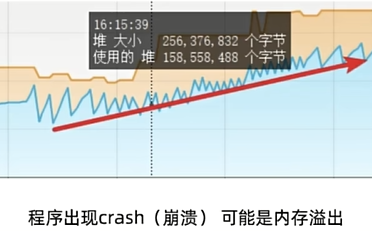 16:15:39
堆 大小 256,376,832 个字节
使用的 堆 158,558,488 个字节
程序出现crash（崩溃） 可能是内存溢出